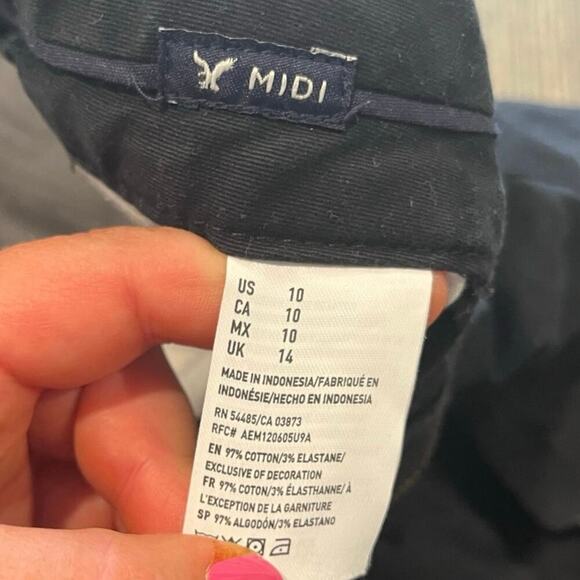 MIDI
US 10
CA 10
MX 10
UK 14
MADE IN INDONESIA/FABRIQUÉ EN
INDONÉSIE/HECHO EN INDONESIA
RN 54485/CA 03873
RFC# AEM120605U9A
EN 97% COTTON/3% ELASTANE/
EXCLUSIVE OF DECORATION
FR 97% COTON/3% ÉLASTHANNE/À
L'EXCEPTION DE LA GARNITURE
SP 97% ALGODÓN/3% ELASTANO